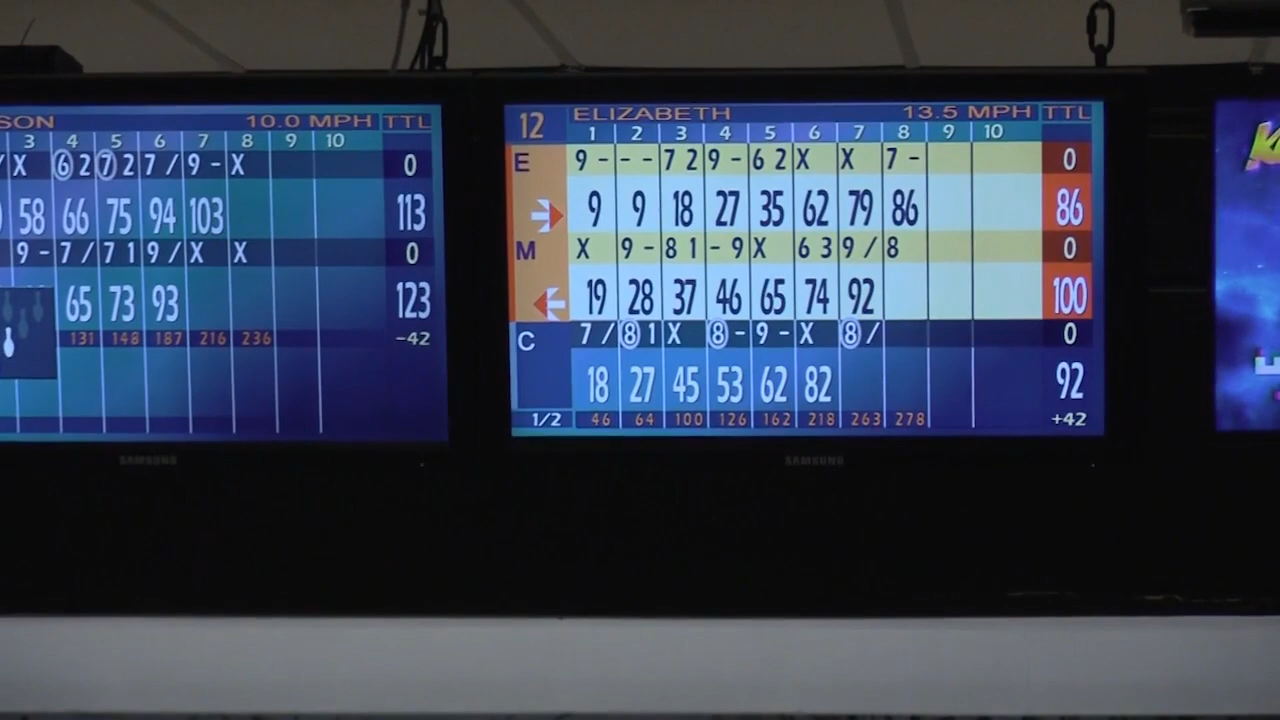 SON 10.0 MPH TTL
3 4 5 6 7 8 9 10
/ X 6 2 7 2 7 / 9 - X 0
58 66 75 94 103 113
9 - 7 / 7 1 9 / X X 0
65 73 93 123
131 148 187 216 236 -42
SAMSUNG
12 ELIZABETH 13.5 MPH TTL
1 2 3 4 5 6 7 8 9 10
E 9 - - - 7 2 9 - 6 2 X X 7 - 0
9 9 18 27 35 62 79 86 86
M X 9 - 8 1 - 9 X 6 3 9 / 8 0
19 28 37 46 65 74 92 100
C 7 / 8 1 X 8 - 9 - X 8 / 0
18 27 45 53 62 82 92
1/2 46 64 100 126 162 218 263 278 +42
SAMSUNG